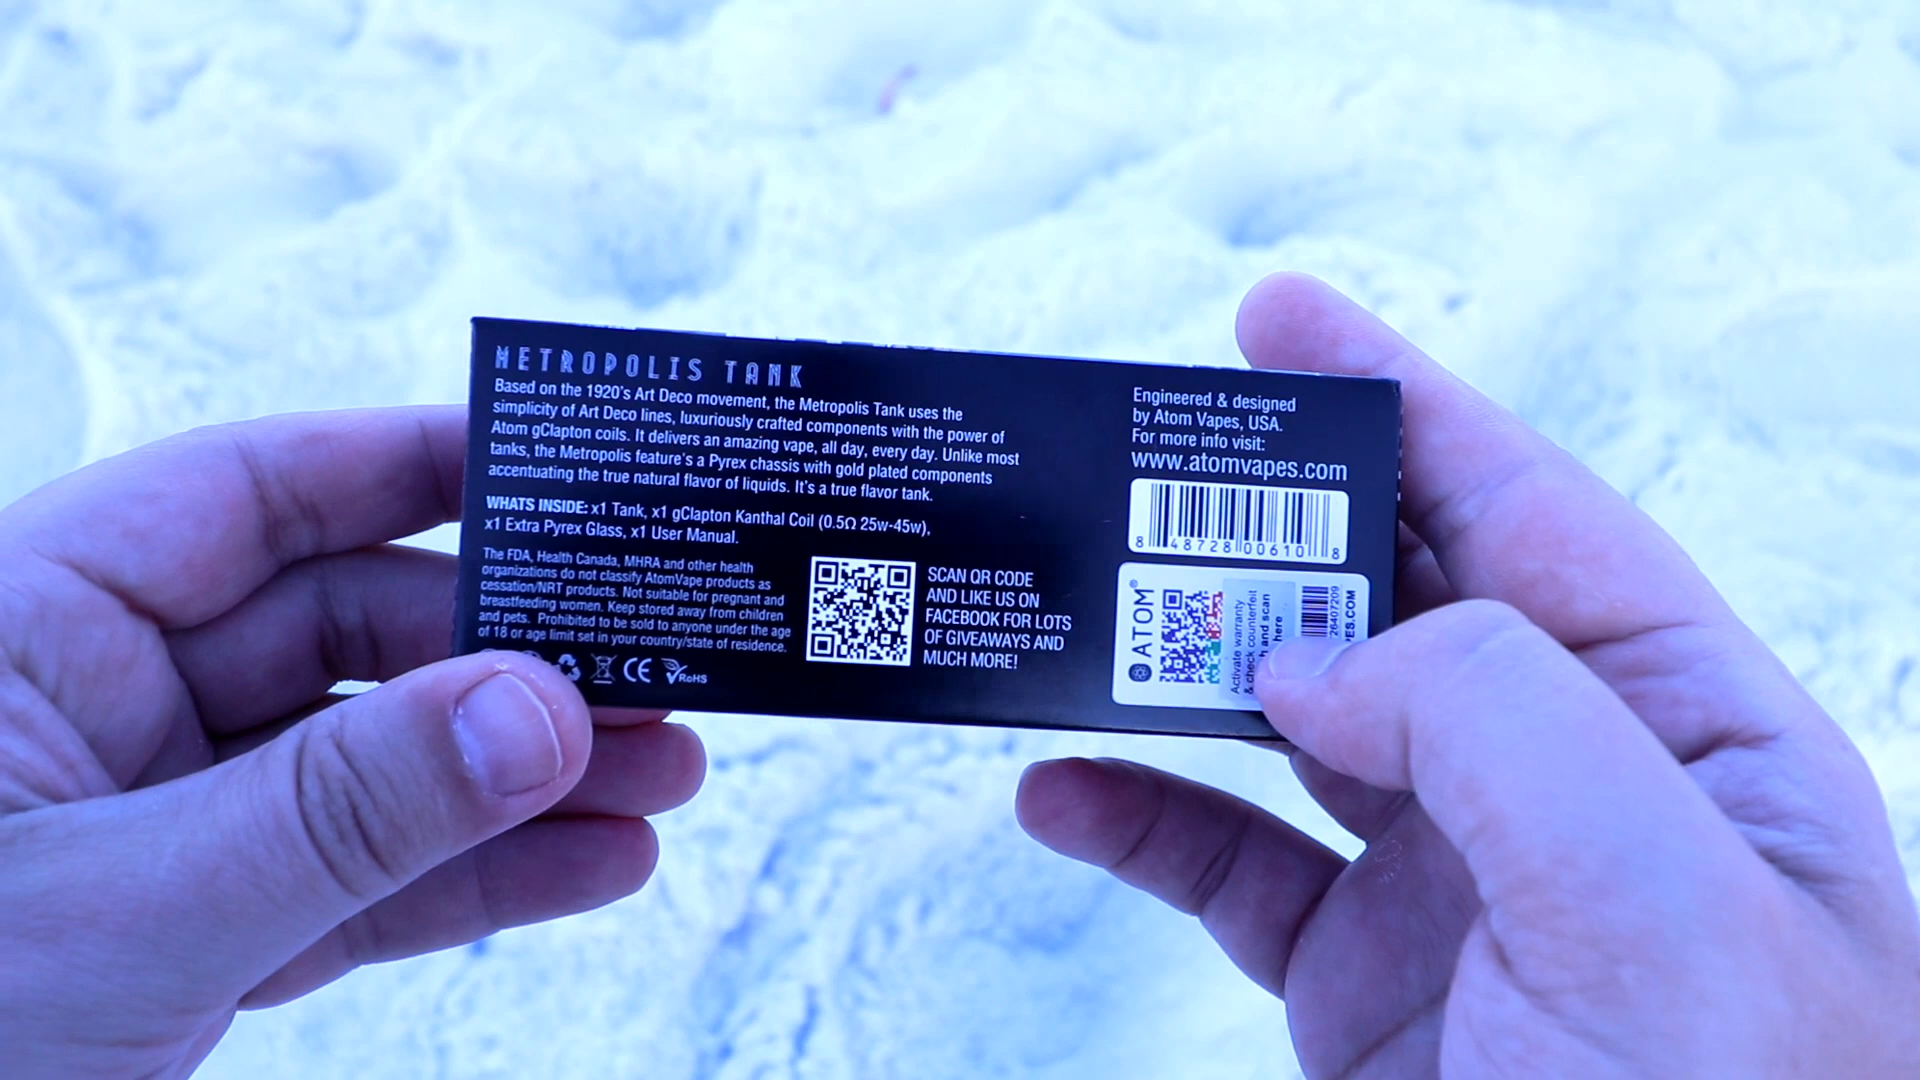 METROPOLIS TANK
Based on the 1920's Art Deco movement, the Metropolis Tank uses the
simplicity of Art Deco lines, luxuriously crafted components with the power of
Atom gClapton coils. It delivers an amazing vape, all day, every day. Unlike most
tanks, the Metropolis feature's a Pyrex chassis with gold plated components
accentuating the true natural flavor of liquids. It's a true flavor tank.
WHATS INSIDE: x1 Tank, x1 gClapton Kanthal Coil (0.5Ω 25w-45w),
x1 Extra Pyrex Glass, x1 User Manual.
The FDA, Health Canada, MHRA and other health
organizations do not classify AtomVape products as
cessation/NRT products. Not suitable for pregnant and
breastfeeding women. Keep stored away from children
and pets. Prohibited to be sold to anyone under the age
of 18 or age limit set in your country/state of residence.
CE RoHS
SCAN QR CODE
AND LIKE US ON
FACEBOOK FOR LOTS
OF GIVEAWAYS AND
MUCH MORE!
Engineered & designed
by Atom Vapes, USA.
For more info visit:
www.atomvapes.com
8 48728 00610 8
ATOM®
Activate warranty
& check counterfeit
and scan
here